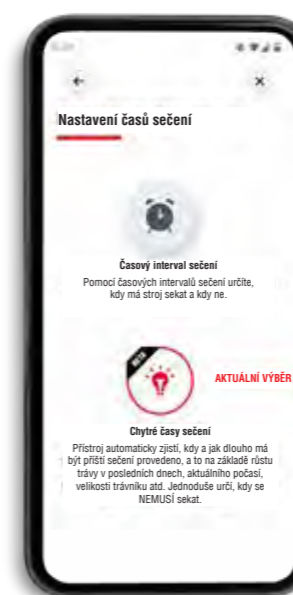 Nastavení časů sečení
Časový interval sečení
Pomocí časových intervalů sečení určíte,
kdy má stroj sekat a kdy ne.
BETA
AKTUÁLNÍ VÝBĚR
Chytré časy sečení
Přístroj automaticky zjistí, kdy a jak dlouho má
být příští sečení provedeno, a to na základě růstu
trávy v posledních dnech, aktuálního počasí,
velikosti trávníku atd. Jednoduše určí, kdy se
NEMUSÍ sekat.